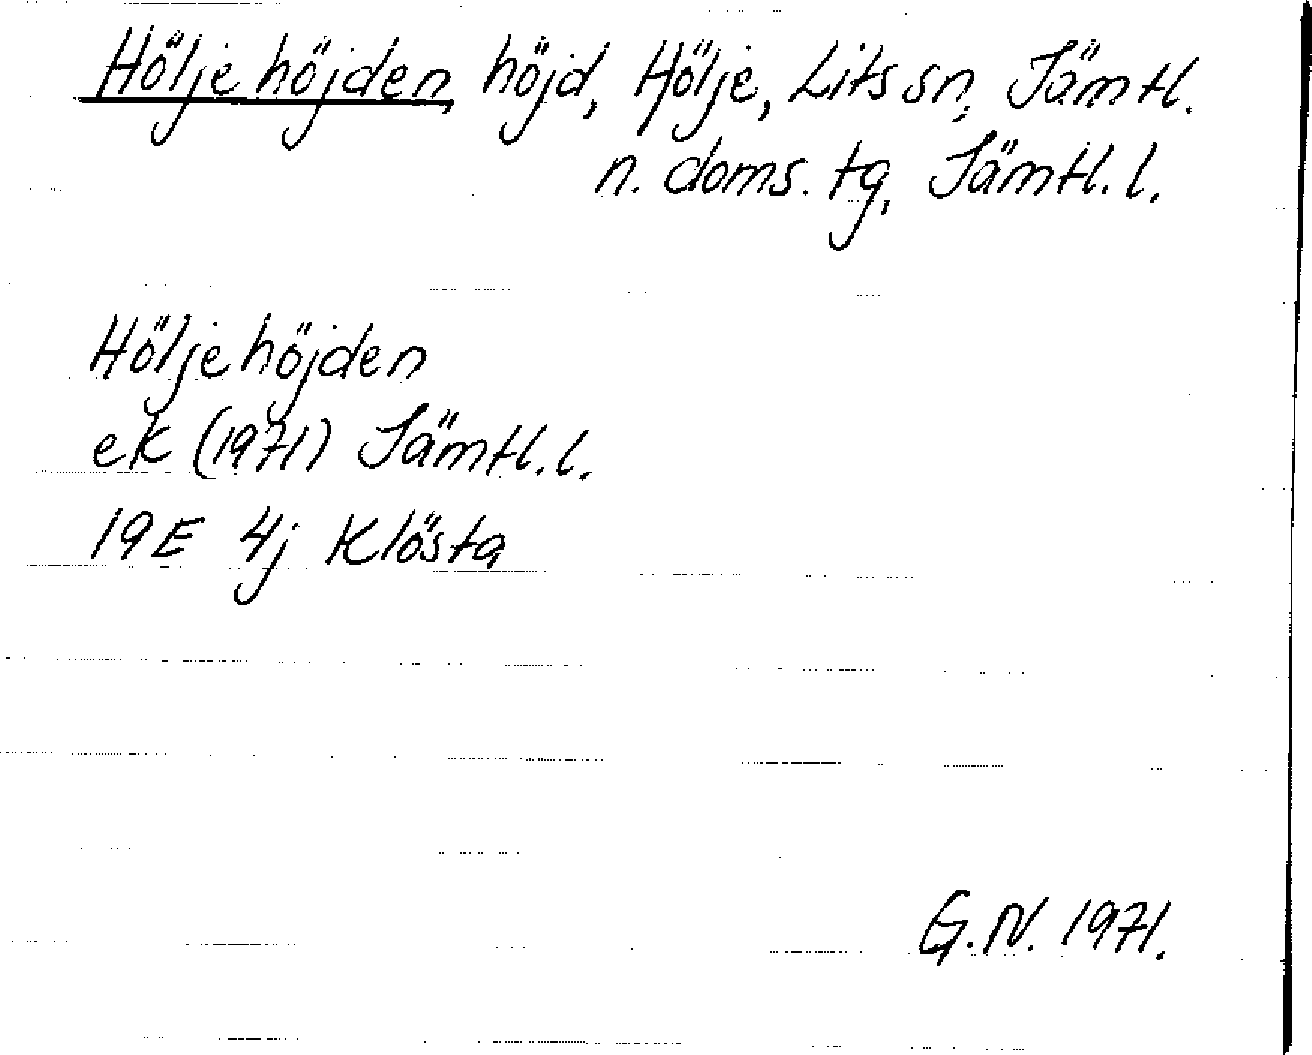 Höljehöjden, höjd, Hölje, Lits sn, Jämtl.
n. doms. tg, Jämtl. l.
Höljehöjden
ek (1971) Jämtl. l.
19E 4j Klösta
G.N. 1971.